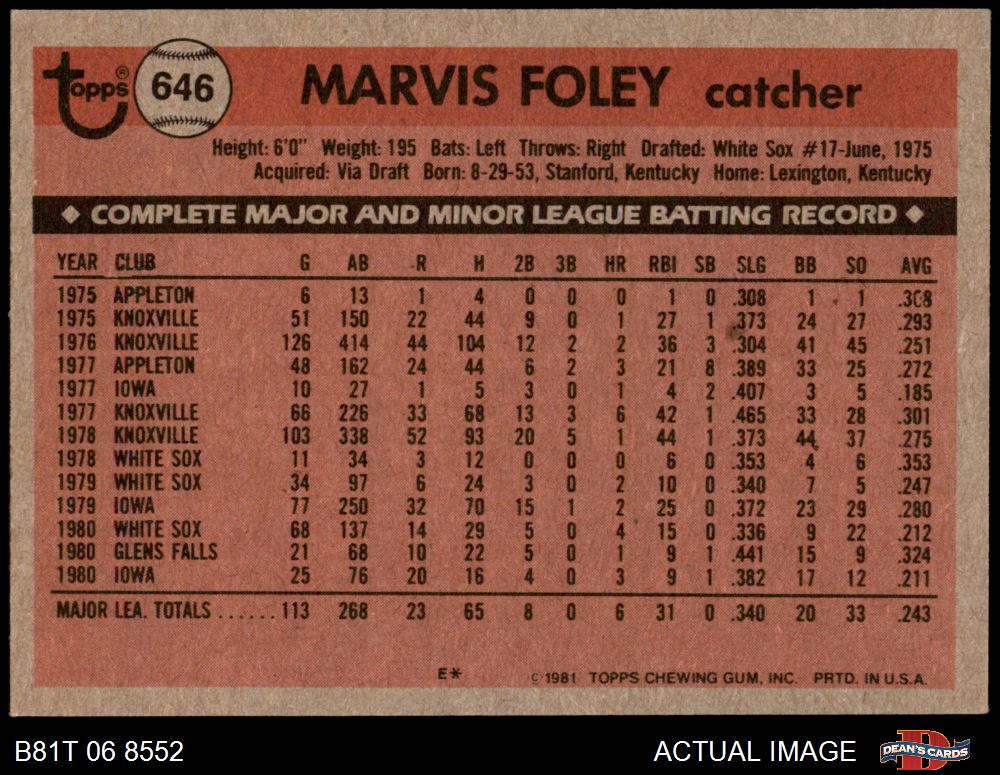 Topps® 646 MARVIS FOLEY catcher
Height: 6'0" Weight: 195 Bats: Left Throws: Right Drafted: White Sox #17-June, 1975
Acquired: Via Draft Born: 8-29-53, Stanford, Kentucky Home: Lexington, Kentucky
◆ COMPLETE MAJOR AND MINOR LEAGUE BATTING RECORD ◆
YEAR CLUB G AB R H 2B 3B HR RBI SB SLG BB SO AVG
1975 APPLETON 6 13 1 4 0 0 0 1 0 .308 1 1 .308
1975 KNOXVILLE 51 150 22 44 9 0 1 27 1 .373 24 27 .293
1976 KNOXVILLE 126 414 44 104 12 2 2 36 3 .304 41 45 .251
1977 APPLETON 48 162 24 44 6 2 3 21 8 .389 33 25 .272
1977 IOWA 10 27 1 5 3 0 1 4 2 .407 3 5 .185
1977 KNOXVILLE 66 226 33 68 13 3 6 42 1 .465 33 28 .301
1978 KNOXVILLE 103 338 52 93 20 5 1 44 1 .373 44 37 .275
1978 WHITE SOX 11 34 3 12 0 0 0 6 0 .353 4 6 .353
1979 WHITE SOX 34 97 6 24 3 0 2 10 0 .340 7 5 .247
1979 IOWA 77 250 32 70 15 1 2 25 0 .372 23 29 .280
1980 WHITE SOX 68 137 14 29 5 0 4 15 0 .336 9 22 .212
1980 GLENS FALLS 21 68 10 22 5 0 1 9 1 .441 15 9 .324
1980 IOWA 25 76 20 16 4 0 3 9 1 .382 17 12 .211
MAJOR LEA. TOTALS ...... 113 268 23 65 8 0 6 31 0 .340 20 33 .243
E* © 1981 TOPPS CHEWING GUM, INC. PRTD. IN U.S.A.
B81T 06 8552 ACTUAL IMAGE DEAN'S CARDS